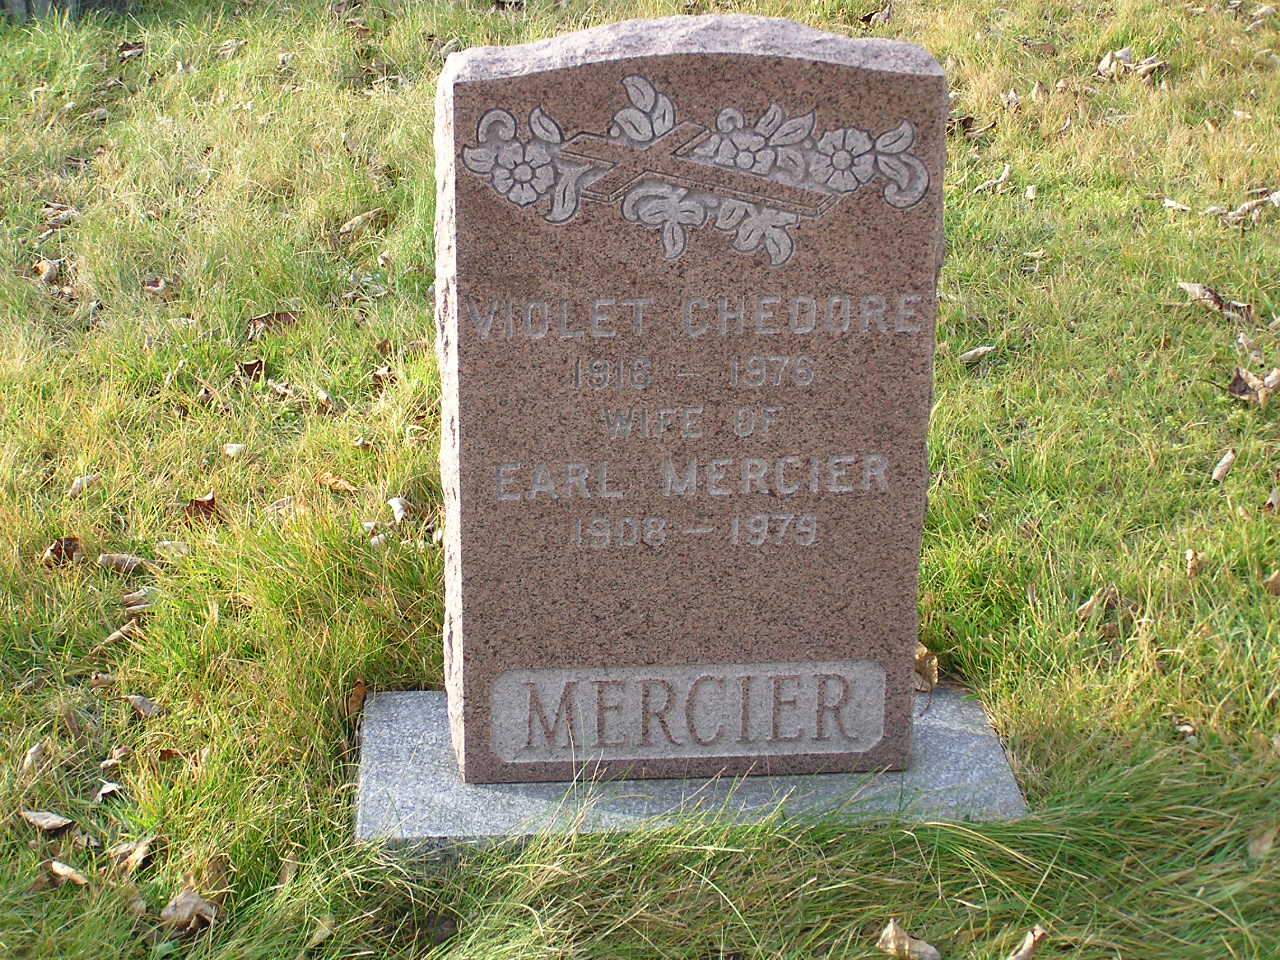 VIOLET CHEDORE
1916 – 1976
WIFE OF
EARL MERCIER
1908 – 1979
MERCIER